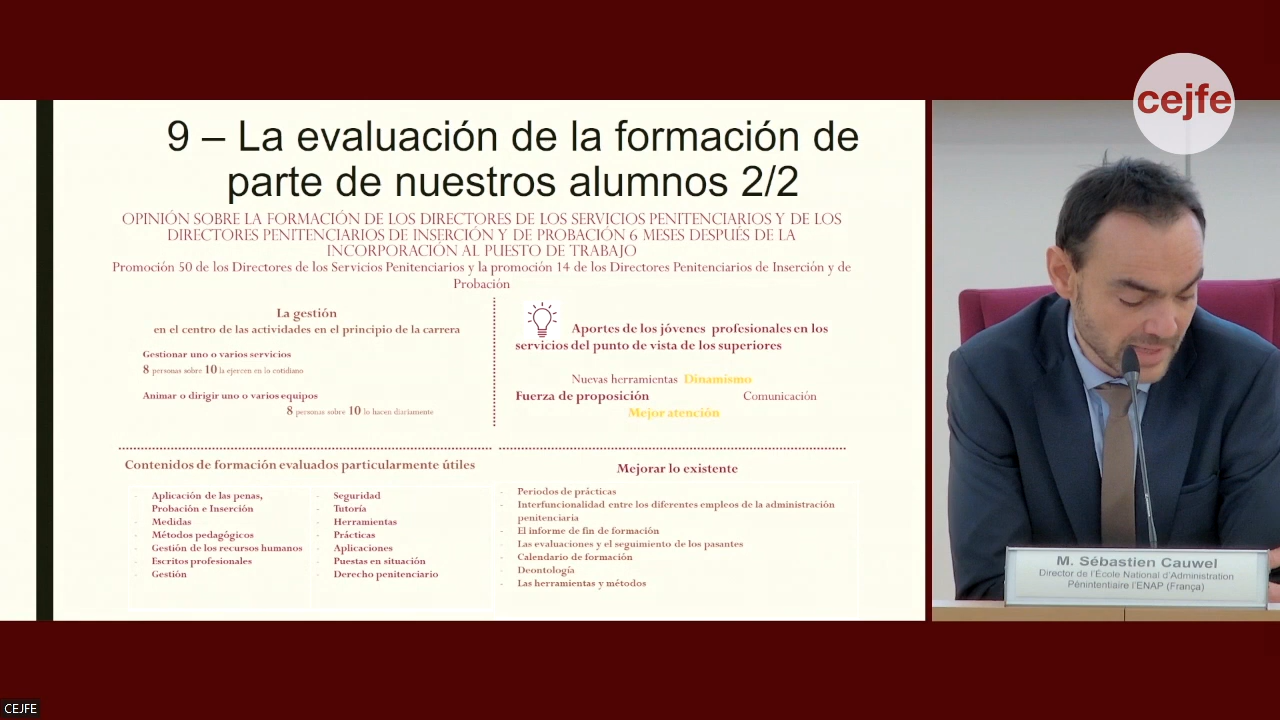 cejfe
9 – La evaluación de la formación de
parte de nuestros alumnos 2/2
OPINIÓN SOBRE LA FORMACIÓN DE LOS DIRECTORES DE LOS SERVICIOS PENITENCIARIOS Y DE LOS
DIRECTORES PENITENCIARIOS DE INSERCIÓN Y DE PROBACIÓN 6 MESES DESPUÉS DE LA
INCORPORACIÓN AL PUESTO DE TRABAJO
Promoción 50 de los Directores de los Servicios Penitenciarios y la promoción 14 de los Directores Penitenciarios de Inserción y de
Probación
La gestión
en el centro de las actividades en el principio de la carrera
Gestionar uno o varios servicios
8 personas sobre 10 la ejercen en lo cotidiano
Animar o dirigir uno o varios equipos
8 personas sobre 10 lo hacen diariamente
Aportes de los jóvenes profesionales en los
servicios del punto de vista de los superiores
Nuevas herramientas Dinamismo
Fuerza de proposición Comunicación
Mejor atención
Contenidos de formación evaluados particularmente útiles
- Aplicación de las penas,
Probación e Inserción
- Medidas
- Métodos pedagógicos
- Gestión de los recursos humanos
- Escritos profesionales
- Gestión
- Seguridad
- Tutoría
- Herramientas
- Prácticas
- Aplicaciones
- Puestas en situación
- Derecho penitenciario
Mejorar lo existente
- Periodos de prácticas
- Interfuncionalidad entre los diferentes empleos de la administración
penitenciaria
- El informe de fin de formación
- Las evaluaciones y el seguimiento de los pasantes
- Calendario de formación
- Deontología
- Las herramientas y métodos
M. Sébastien Cauwel
Director de l'École National d'Administration
Péninténtiaire l'ENAP (França)
CEJFE